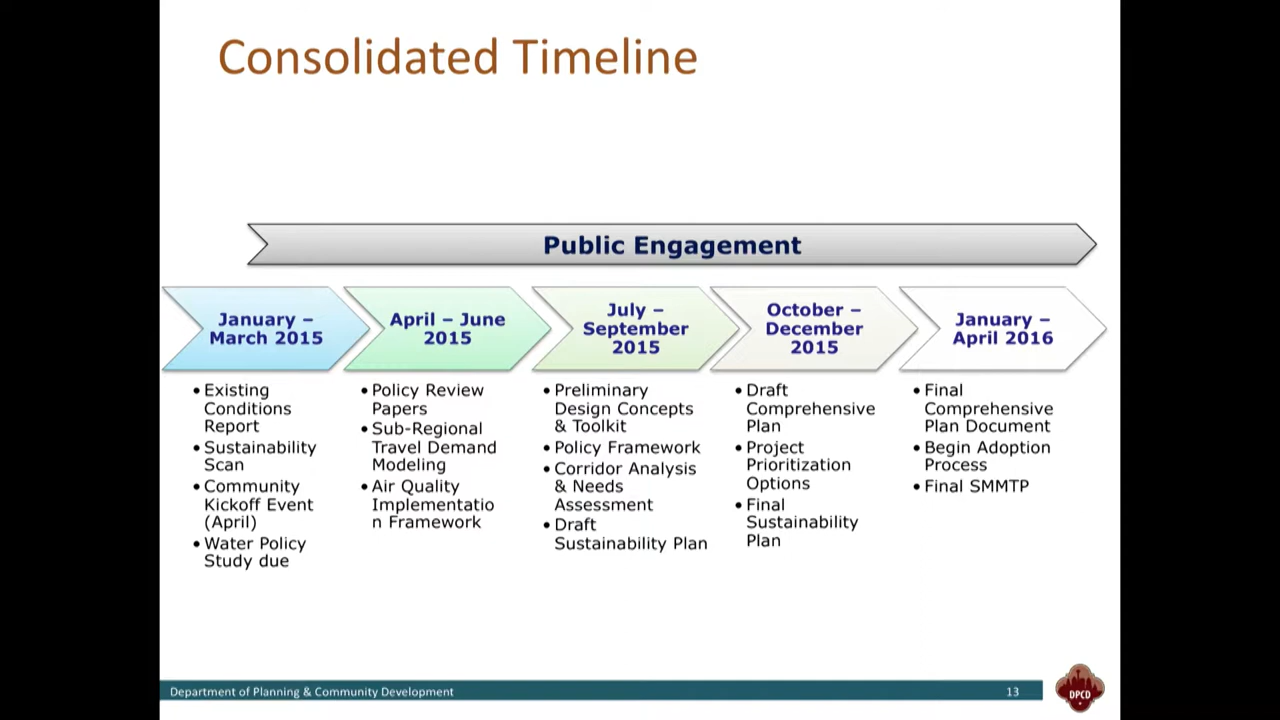 Consolidated Timeline
Public Engagement
January –
March 2015
• Existing
Conditions
Report
• Sustainability
Scan
• Community
Kickoff Event
(April)
• Water Policy
Study due
April – June
2015
• Policy Review
Papers
• Sub-Regional
Travel Demand
Modeling
• Air Quality
Implementatio
n Framework
July –
September
2015
• Preliminary
Design Concepts
& Toolkit
• Policy Framework
• Corridor Analysis
& Needs
Assessment
• Draft
Sustainability Plan
October –
December
2015
• Draft
Comprehensive
Plan
• Project
Prioritization
Options
• Final
Sustainability
Plan
January –
April 2016
• Final
Comprehensive
Plan Document
• Begin Adoption
Process
• Final SMMTP
Department of Planning & Community Development
13
DPCD